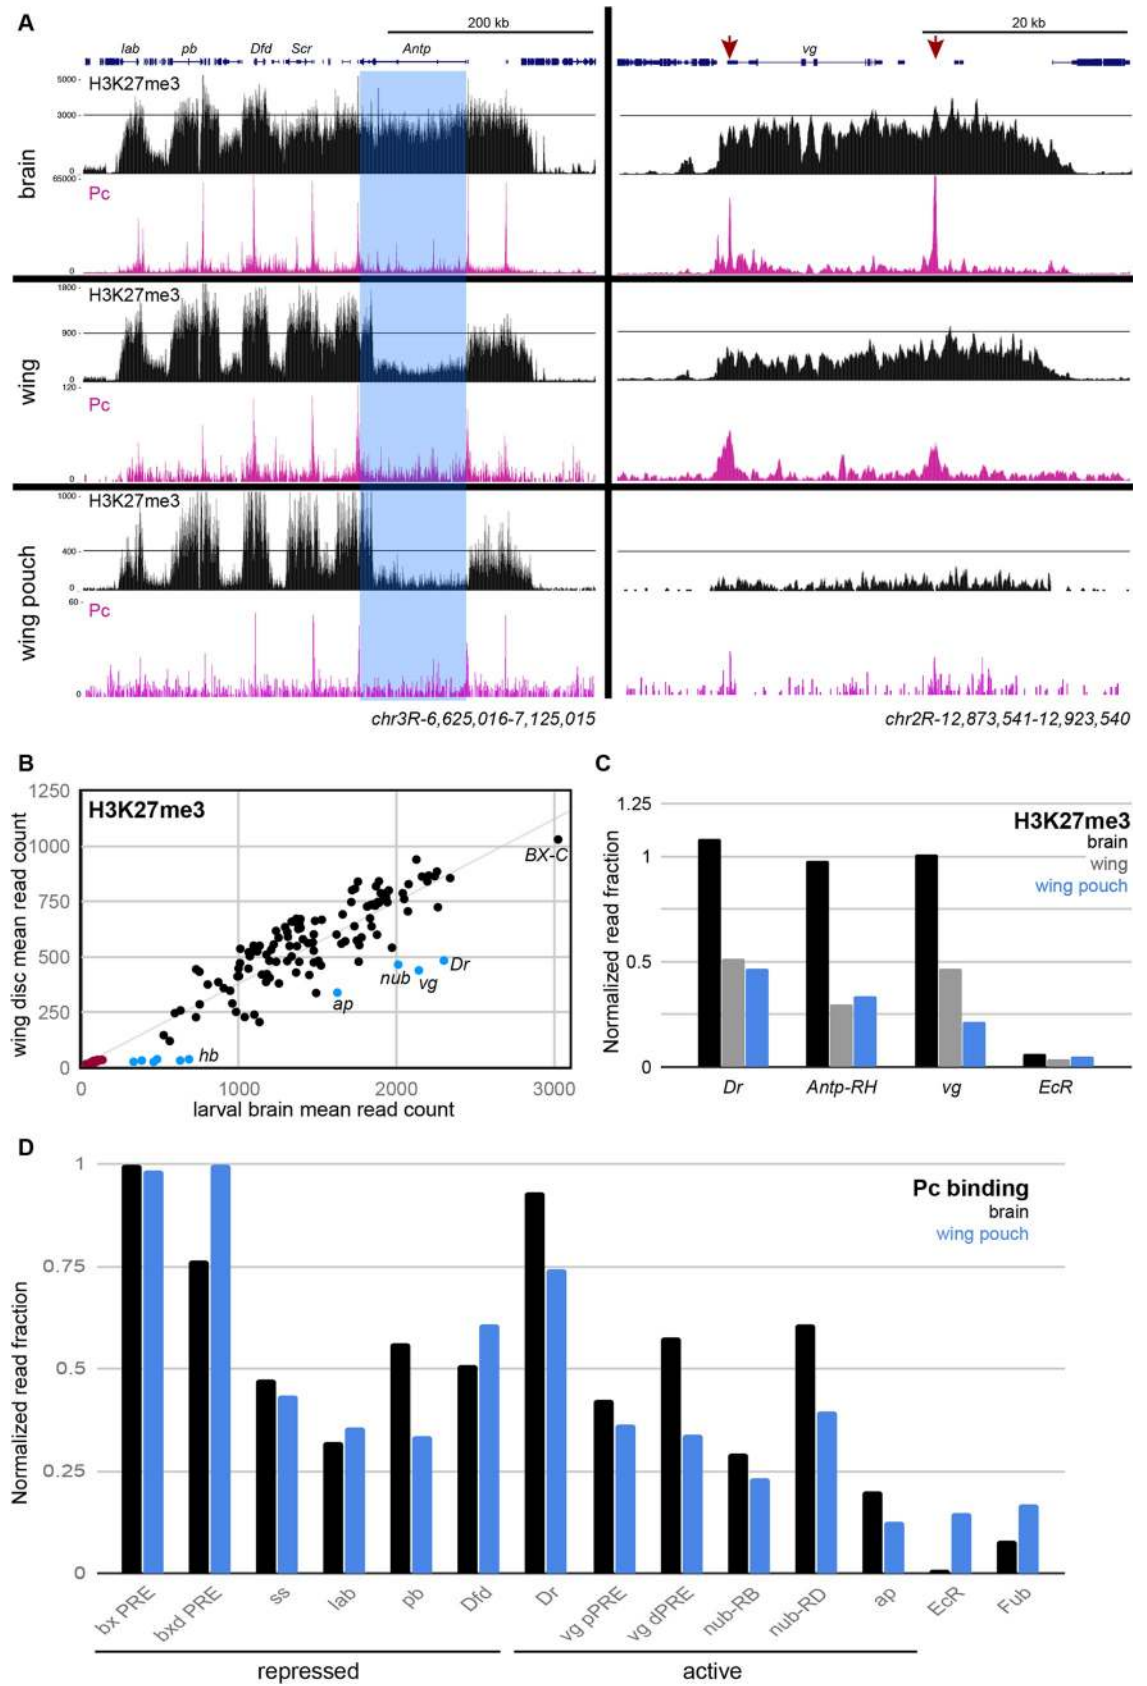 A
200 kb
20 kb
lab pb Dfd Scr Antp
vg
brain
H3K27me3
5000
3000
0
65000
Pc
0
wing
H3K27me3
1800
900
0
120
Pc
0
wing pouch
H3K27me3
1000
400
0
60
Pc
0
chr3R-6,625,016-7,125,015
chr2R-12,873,541-12,923,540
B
H3K27me3
wing disc mean read count
1250
1000
750
500
250
0
BX-C
Dr
nub
vg
ap
hb
0 1000 2000 3000
larval brain mean read count
C
H3K27me3
brain
wing
wing pouch
Normalized read fraction
1.25
1
0.5
0
Dr Antp-RH vg EcR
D
Pc binding
brain
wing pouch
Normalized read fraction
1
0.75
0.5
0.25
0
bx PRE bxd PRE ss lab pb Dfd Dr vg pPRE vg dPRE nub-RB nub-RD ap EcR Fub
repressed active